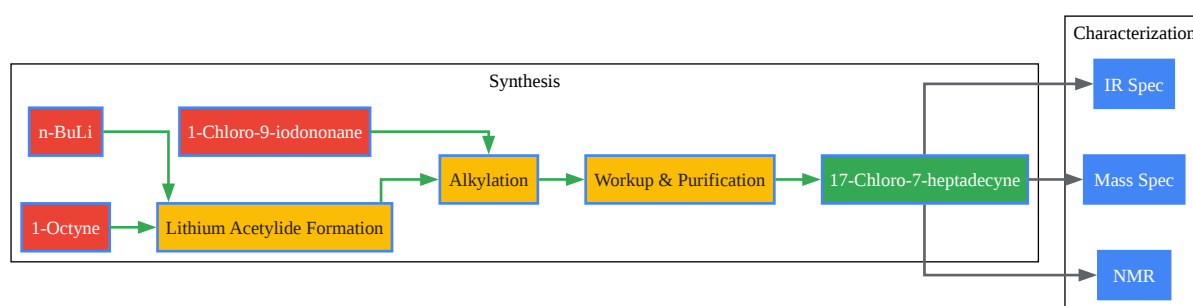 Characterization
Synthesis
IR Spec
n-BuLi
1-Chloro-9-iodononane
Alkylation
Workup & Purification
17-Chloro-7-heptadecyne
Mass Spec
1-Octyne
Lithium Acetylide Formation
NMR